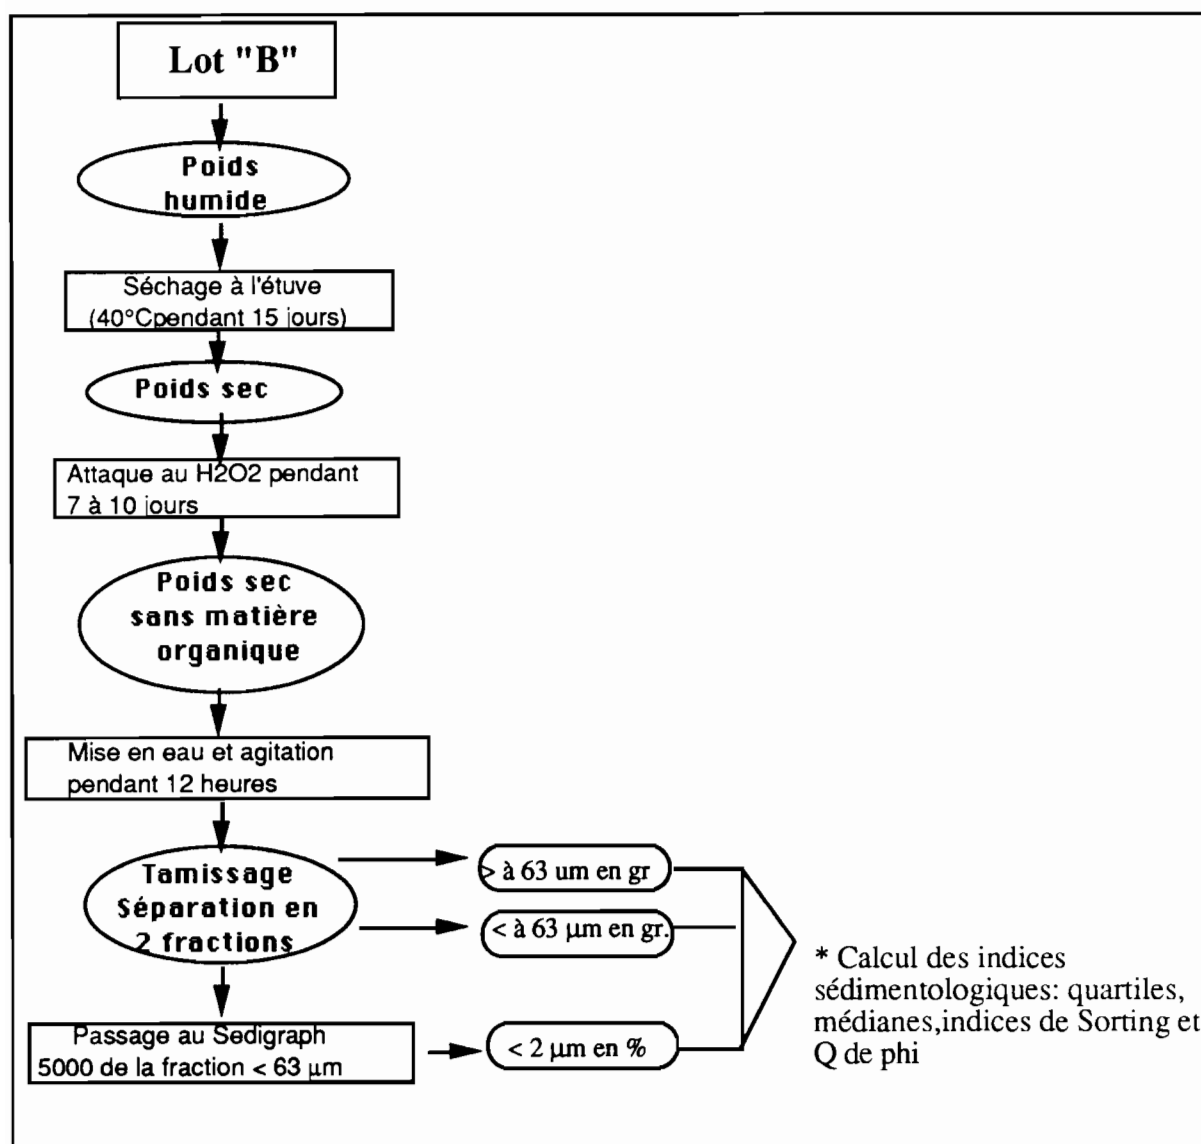 Lot "B"
Poids
humide
Séchage à l'étuve
(40°Cpendant 15 jours)
Poids sec
Attaque au H2O2 pendant
7 à 10 jours
Poids sec
sans matière
organique
Mise en eau et agitation
pendant 12 heures
Tamissage
Séparation en
2 fractions
> à 63 um en gr
< à 63 µm en gr.
Passage au Sedigraph
5000 de la fraction < 63 µm
< 2 µm en %
* Calcul des indices
sédimentologiques: quartiles,
médianes,indices de Sorting et
Q de phi